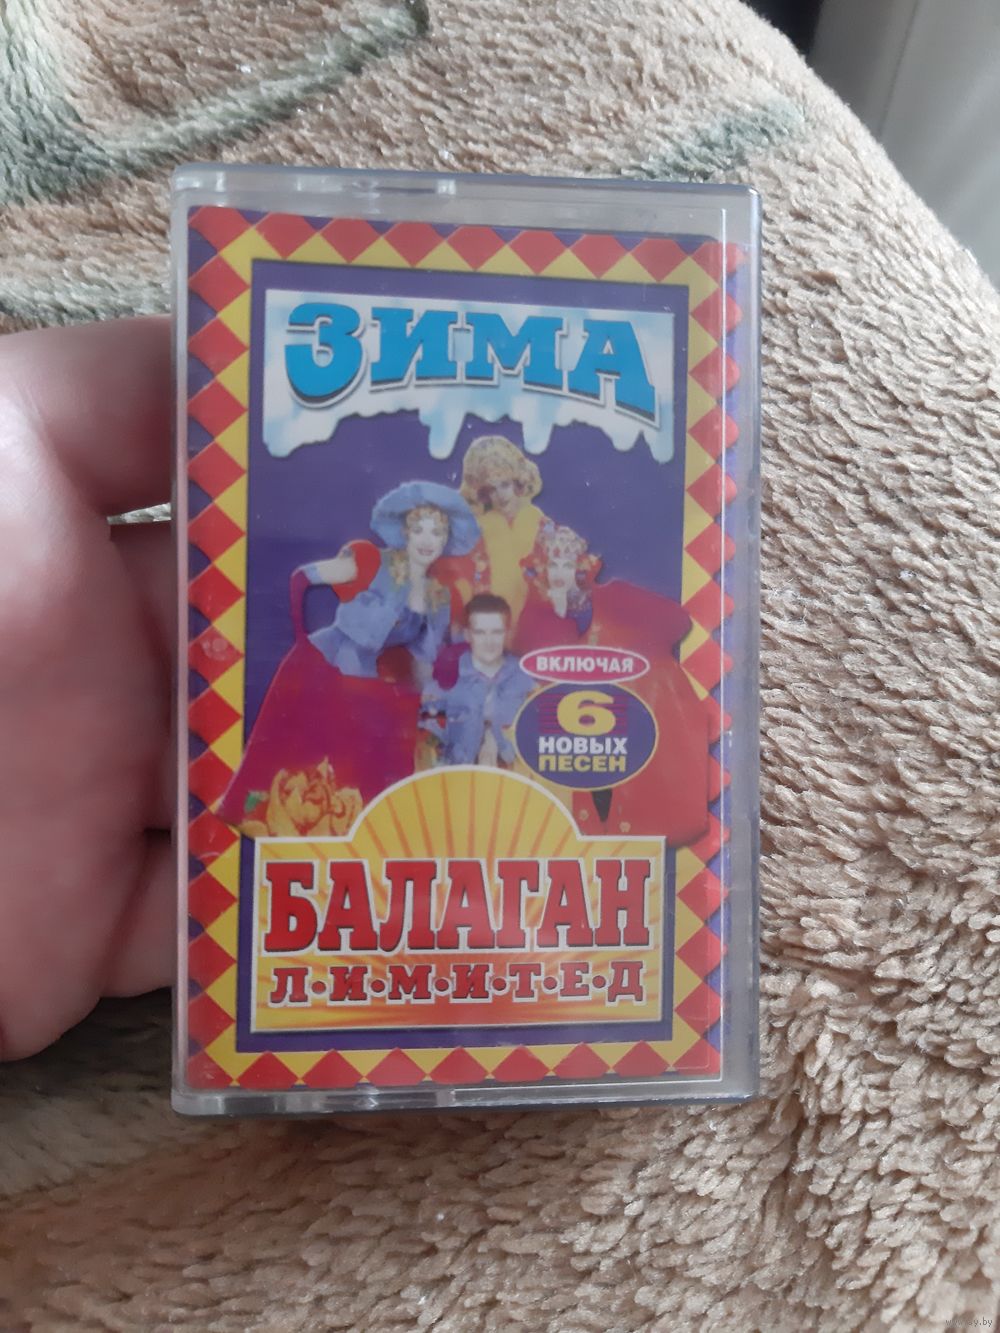 ЗИМА
ВКЛЮЧАЯ
6
НОВЫХ
ПЕСЕН
БАЛАГАН
Л·И·М·И·Т·Е·Д